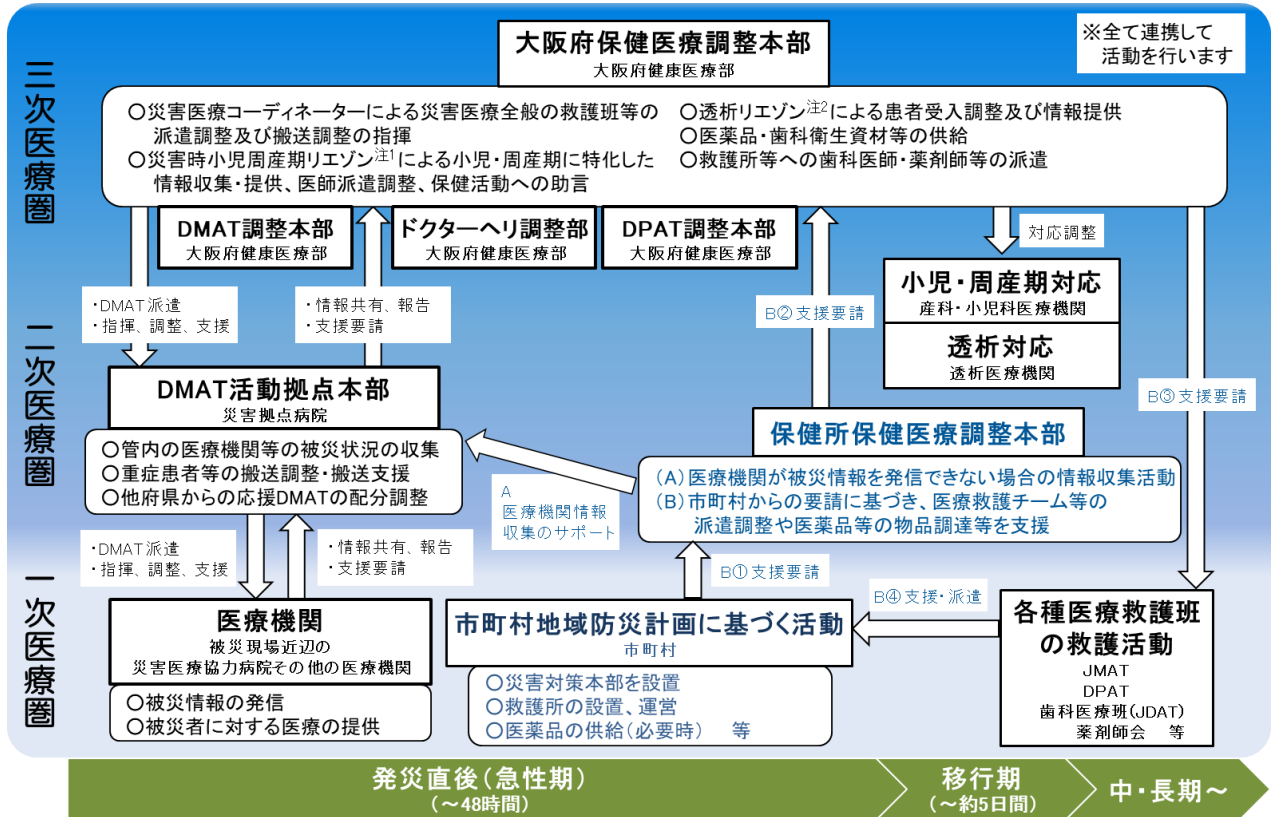 ※全て連携して
活動を行います
大阪府保健医療調整本部
大阪府健康医療部
三次医療圏
○災害医療コーディネーターによる災害医療全般の救護班等の
派遣調整及び搬送調整の指揮
○災害時小児周産期リエゾン注1による小児・周産期に特化した
情報収集・提供、医師派遣調整、保健活動への助言
○透析リエゾン注2による患者受入調整及び情報提供
○医薬品・歯科衛生資材等の供給
○救護所等への歯科医師・薬剤師等の派遣
DMAT調整本部
大阪府健康医療部
ドクターヘリ調整部
大阪府健康医療部
DPAT調整本部
大阪府健康医療部
対応調整
・DMAT派遣
・指揮、調整、支援
・情報共有、報告
・支援要請
B②支援要請
小児・周産期対応
産科・小児科医療機関
透析対応
透析医療機関
B③支援要請
二次医療圏
DMAT活動拠点本部
災害拠点病院
○管内の医療機関等の被災状況の収集
○重症患者等の搬送調整・搬送支援
○他府県からの応援DMATの配分調整
保健所保健医療調整本部
(A)医療機関が被災情報を発信できない場合の情報収集活動
(B)市町村からの要請に基づき、医療救護チーム等の
派遣調整や医薬品等の物品調達等を支援
A
医療機関情報
収集のサポート
・DMAT派遣
・指揮、調整、支援
・情報共有、報告
・支援要請
B①支援要請
B④支援・派遣
一次医療圏
医療機関
被災現場近辺の
災害医療協力病院その他の医療機関
○被災情報の発信
○被災者に対する医療の提供
市町村地域防災計画に基づく活動
市町村
○災害対策本部を設置
○救護所の設置、運営
○医薬品の供給(必要時) 等
各種医療救護班
の救護活動
JMAT
DPAT
歯科医療班(JDAT)
薬剤師会 等
発災直後(急性期)
(~48時間)
移行期
(~約5日間)
中・長期~